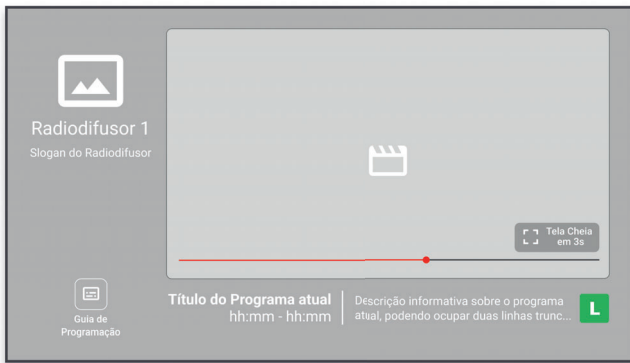 Radiodifusor 1
Slogan do Radiodifusor
Tela Cheia
em 3s
Guia de
Programação
Título do Programa atual
hh:mm - hh:mm
Descrição informativa sobre o programa
atual, podendo ocupar duas linhas trunc...
L